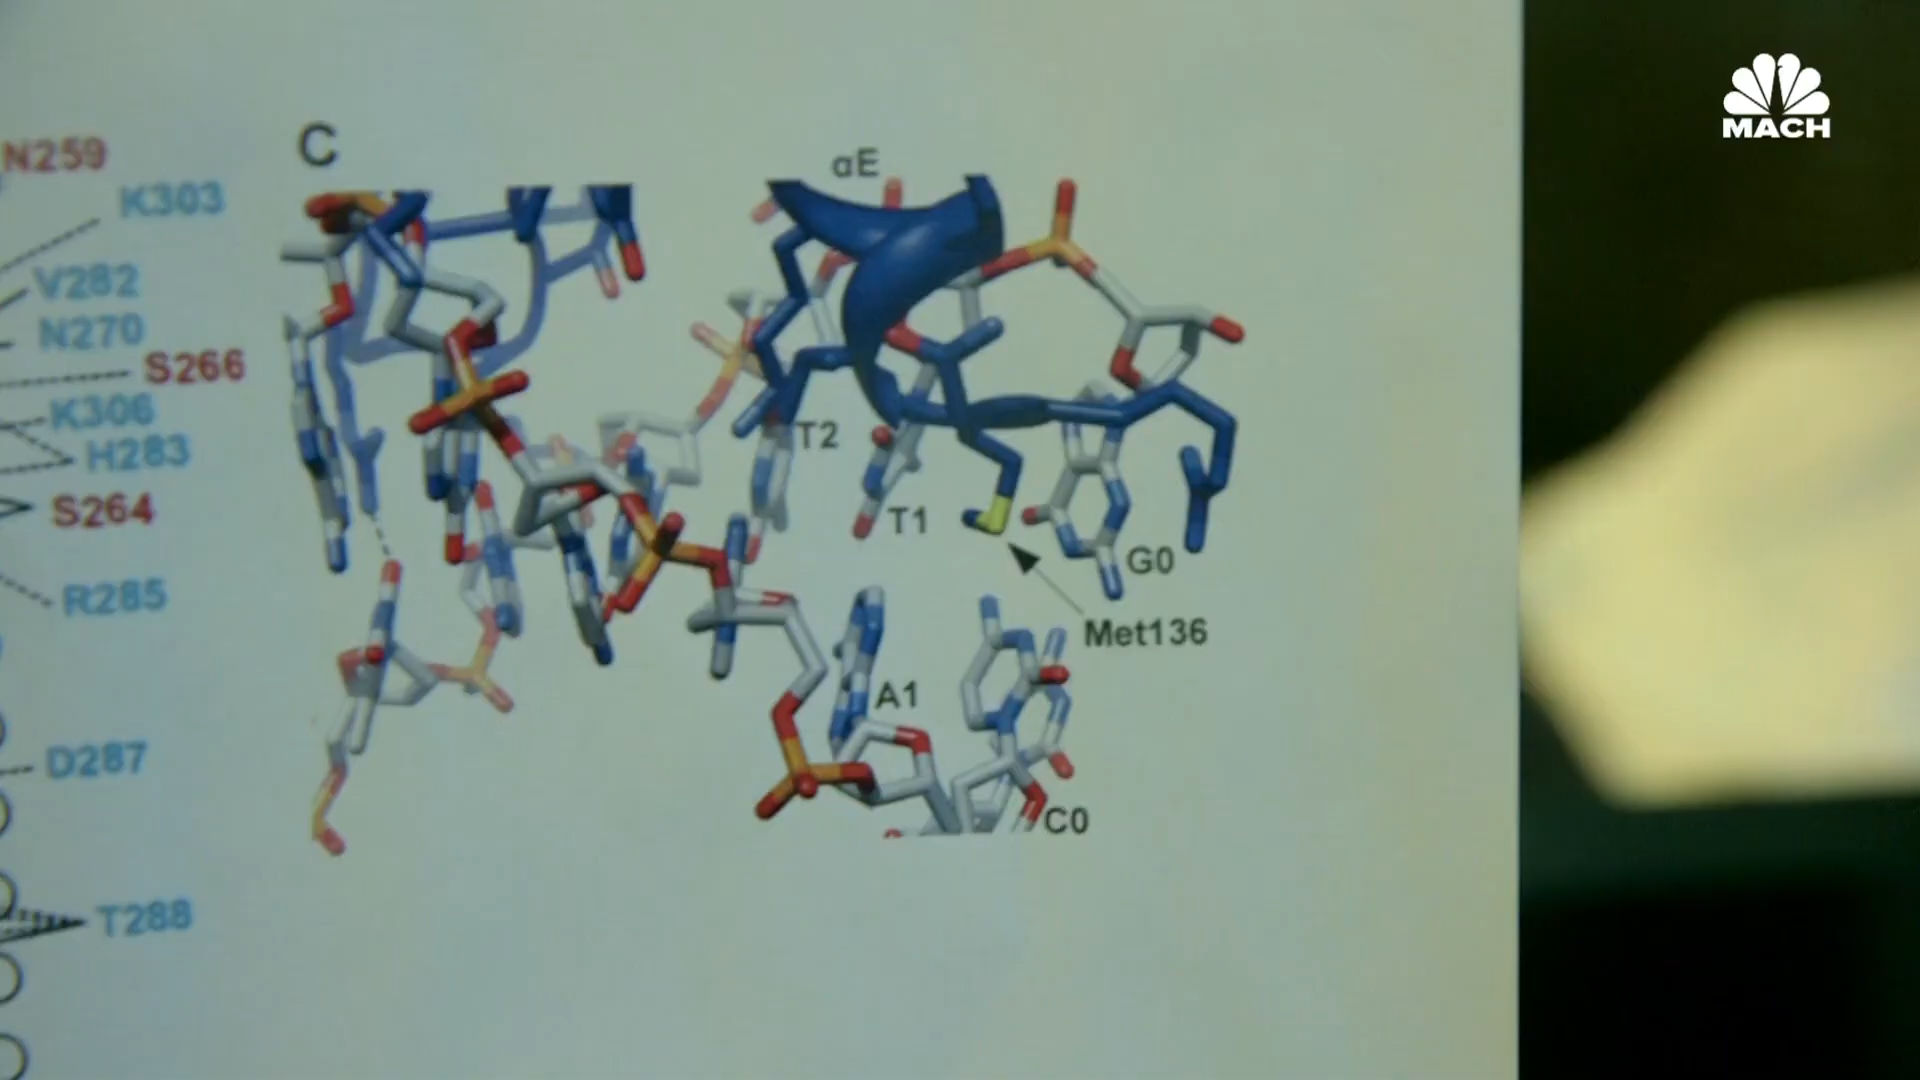 N259
K303
V282
N270
S266
K306
H283
S264
R285
D287
T288
C
αE
T2
T1
G0
Met136
A1
C0
MACH